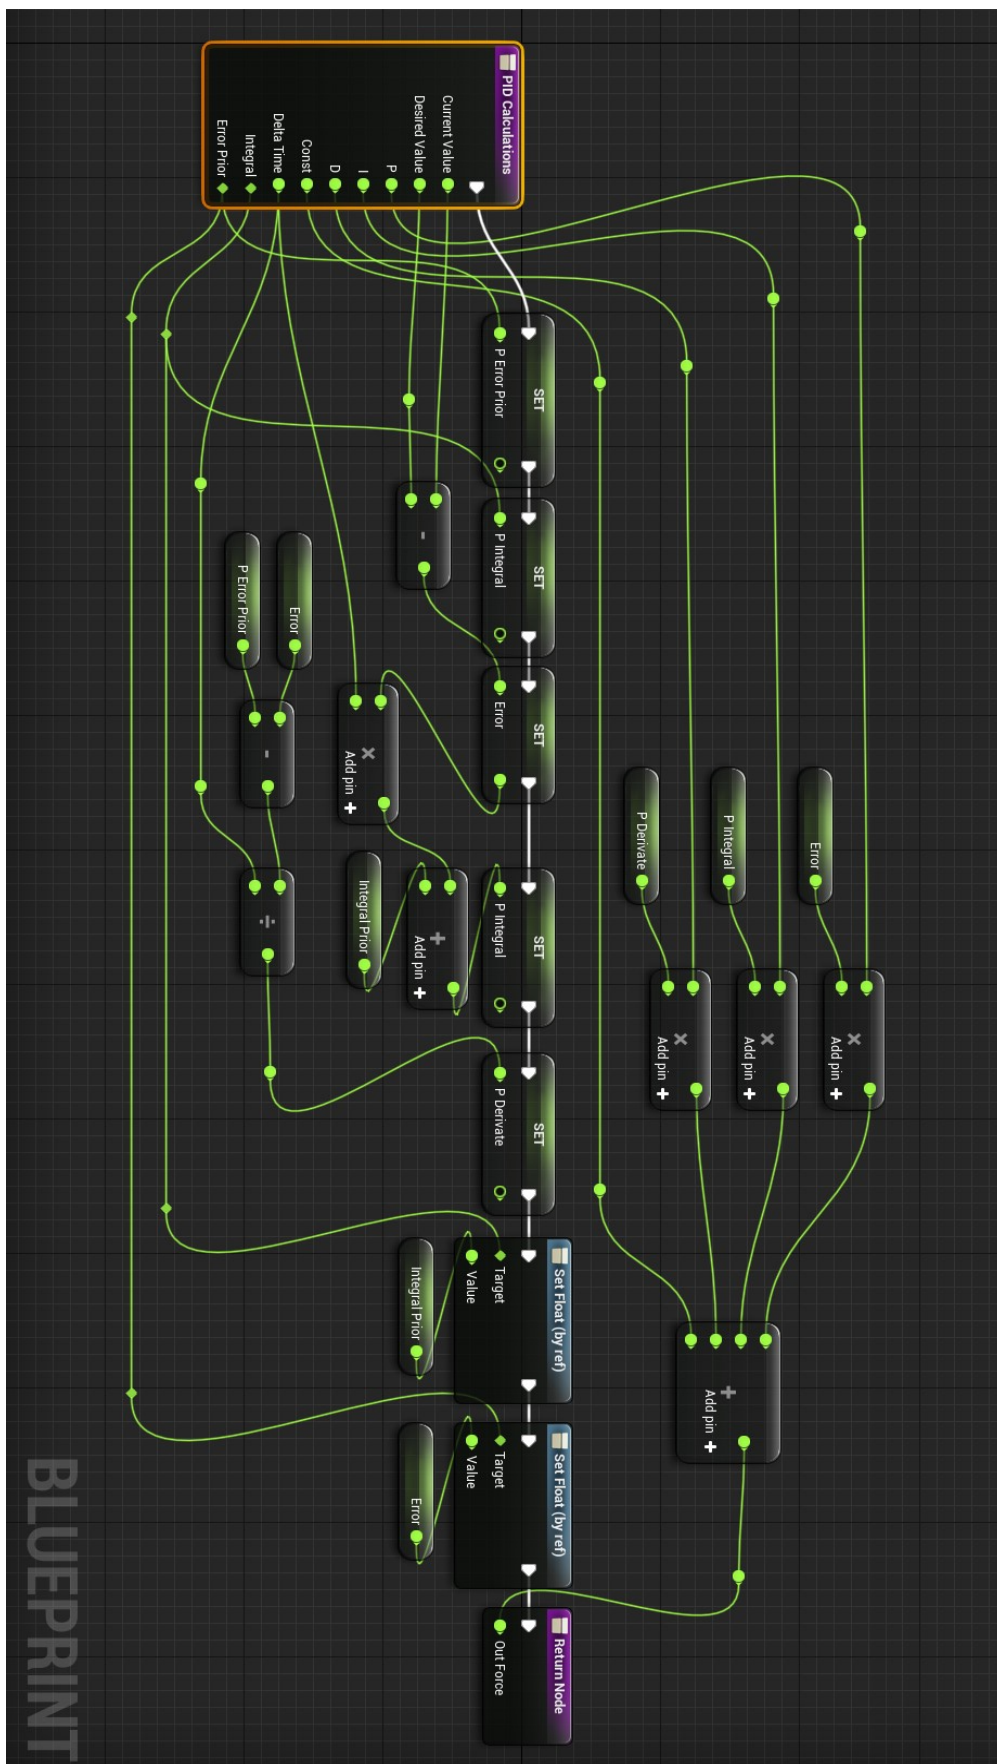 PID Calculations
Current Value
Desired Value
P
I
D
Const
Delta Time
Integral
Error Prior
SET
P Error Prior
SET
P Integral
SET
Error
SET
P Integral
SET
P Derivate
Set Float (by ref)
Target
Value
Set Float (by ref)
Target
Value
Return Node
Out Force
Error
P Integral
P Derivate
×
Add pin +
×
Add pin +
×
Add pin +
+
Add pin +
-
Error
P Error Prior
-
÷
×
Add pin +
Integral Prior
+
Add pin +
Integral Prior
Error
BLUEPRINT